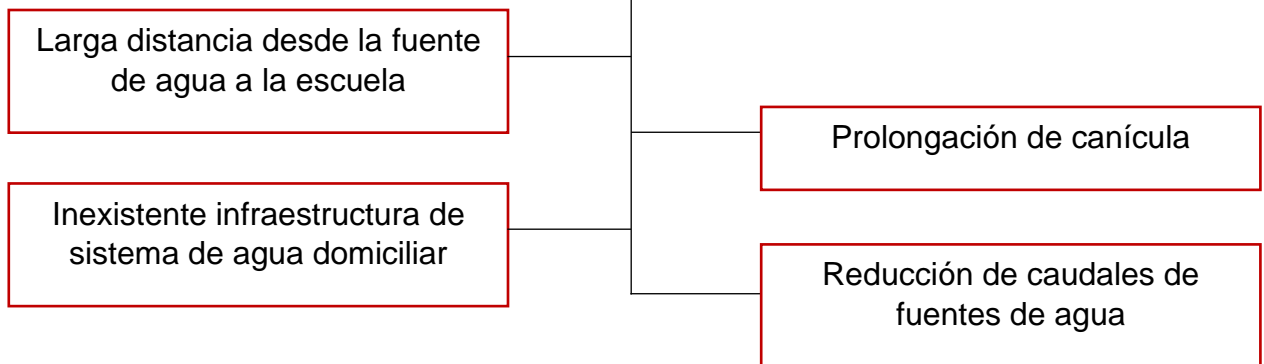 Larga distancia desde la fuente
de agua a la escuela
Prolongación de canícula
Inexistente infraestructura de
sistema de agua domiciliar
Reducción de caudales de
fuentes de agua